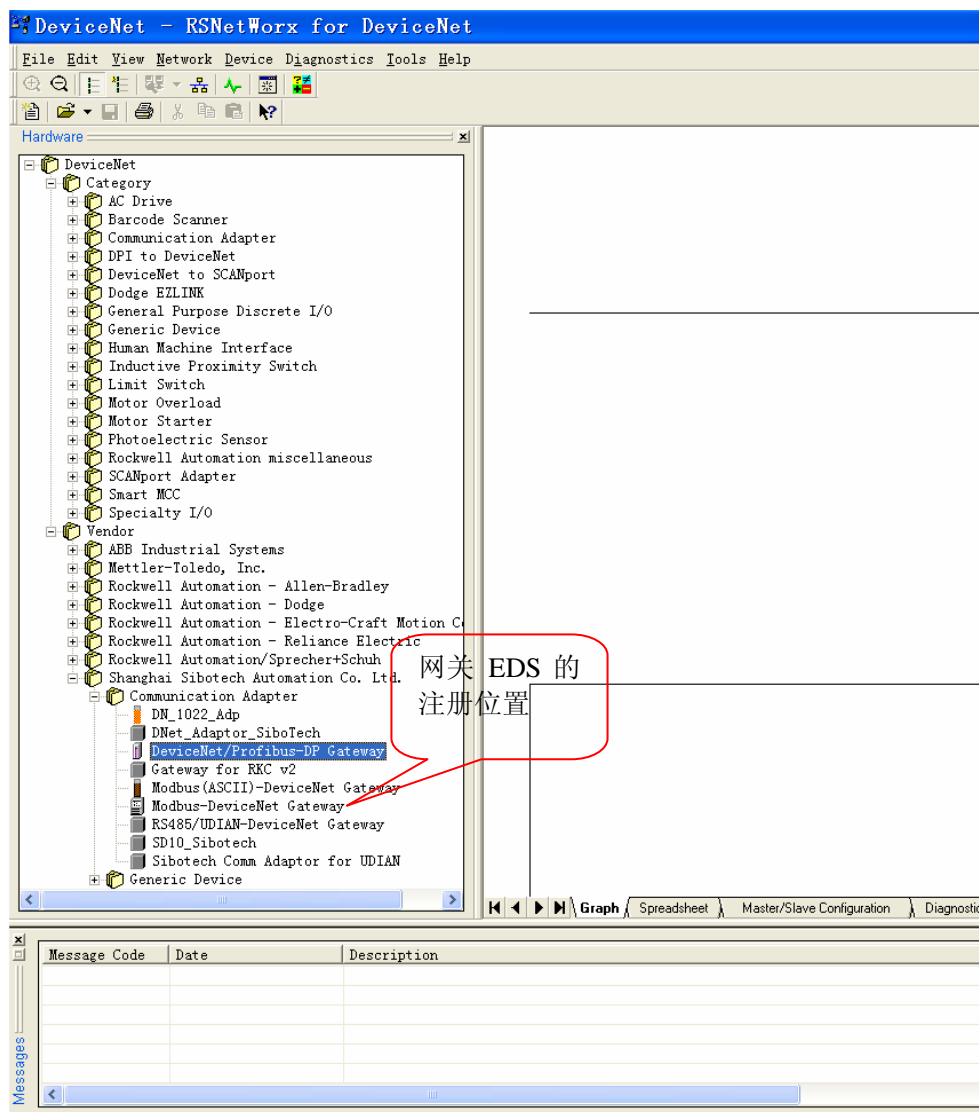 DeviceNet - RSNetWorx for DeviceNet
File Edit View Network Device Diagnostics Tools Help
Hardware
DeviceNet
Category
AC Drive
Barcode Scanner
Communication Adapter
DPI to DeviceNet
DeviceNet to SCANport
Dodge EZLINK
General Purpose Discrete I/O
Generic Device
Human Machine Interface
Inductive Proximity Switch
Limit Switch
Motor Overload
Motor Starter
Photoelectric Sensor
Rockwell Automation miscellaneous
SCANport Adapter
Smart MCC
Specialty I/O
Vendor
ABB Industrial Systems
Mettler-Toledo, Inc.
Rockwell Automation - Allen-Bradley
Rockwell Automation - Dodge
Rockwell Automation - Electro-Craft Motion C
Rockwell Automation - Reliance Electric
Rockwell Automation/Sprecher+Schuh
Shanghai Sibotech Automation Co. Ltd.
Communication Adapter
DN_1022_Adp
DNet_Adaptor_SiboTech
DeviceNet/Profibus-DP Gateway
Gateway for RKC v2
Modbus(ASCII)-DeviceNet Gateway
Modbus-DeviceNet Gateway
RS485/UDIAN-DeviceNet Gateway
SD10_Sibotech
Sibotech Comm Adaptor for UDIAN
Generic Device
网关 EDS 的
注册位置
Graph Spreadsheet Master/Slave Configuration Diagnostic
Message Code Date Description
Messages